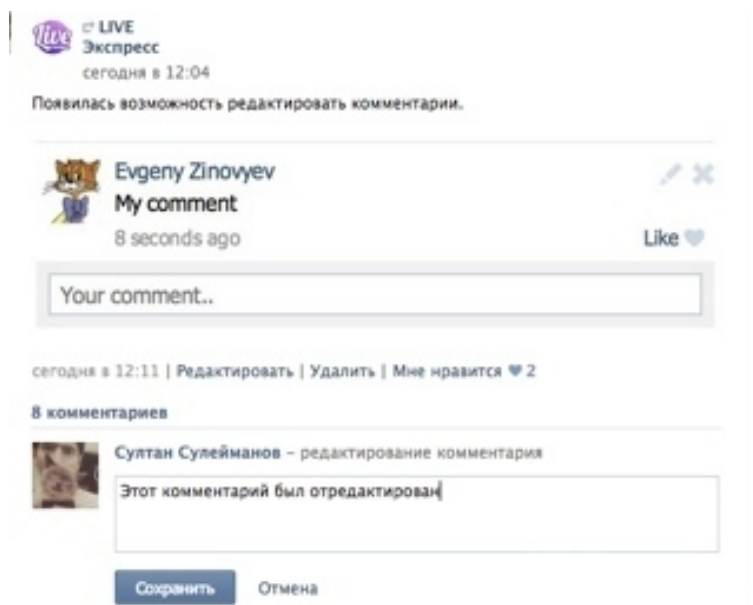 Live LIVE
Экспресс
сегодня в 12:04
Появилась возможность редактировать комментарии.
Evgeny Zinovyev
My comment
8 seconds ago Like
Your comment..
сегодня в 12:11 | Редактировать | Удалить | Мне нравится 2
8 комментариев
Султан Сулейманов – редактирование комментария
Этот комментарий был отредактирован
Сохранить Отмена